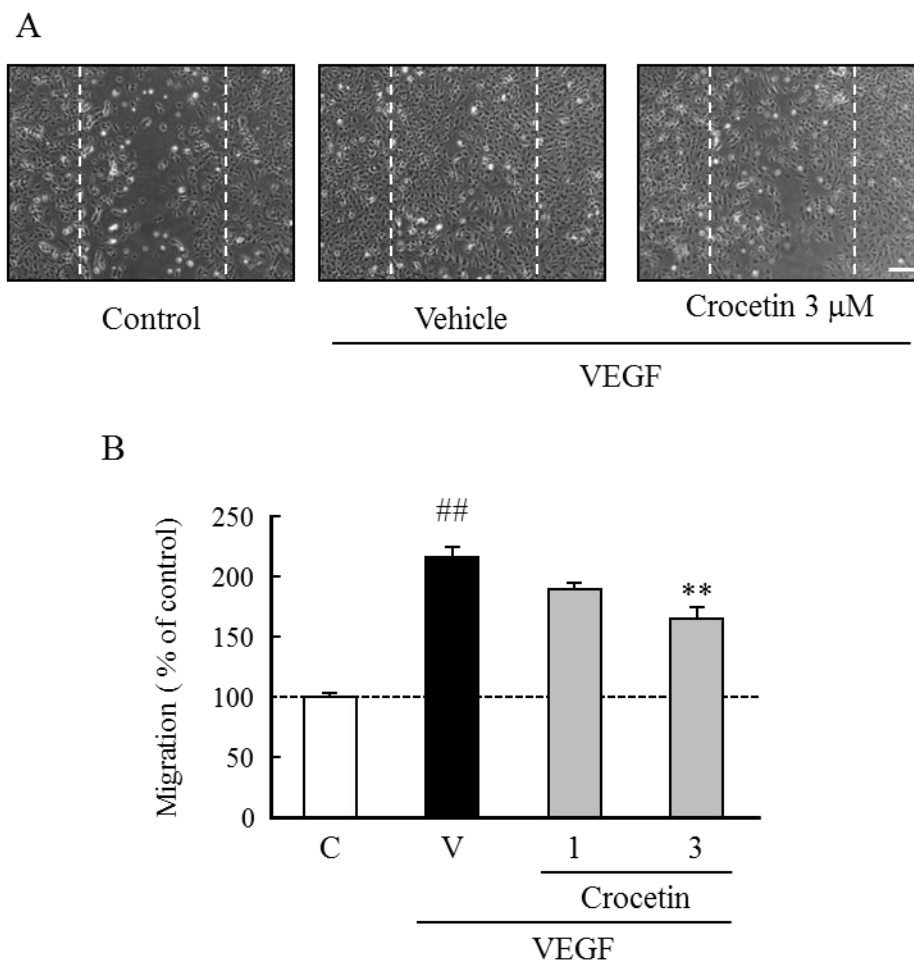 A
Control
Vehicle
Crocetin 3 μM
VEGF
B
Migration ( % of control)
250
200
150
100
50
0
##
**
C
V
1
3
Crocetin
VEGF